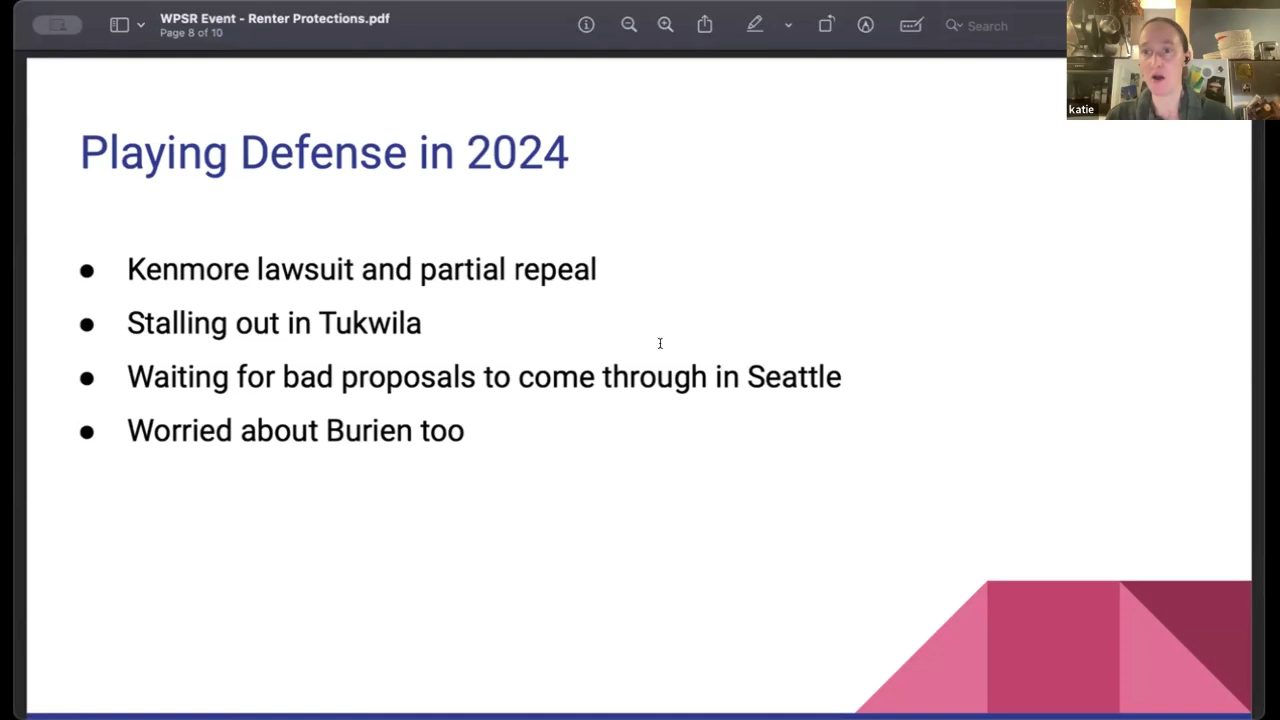 WPSR Event - Renter Protections.pdf
Page 8 of 10
Search
katie
Playing Defense in 2024
● Kenmore lawsuit and partial repeal
● Stalling out in Tukwila
● Waiting for bad proposals to come through in Seattle
● Worried about Burien too